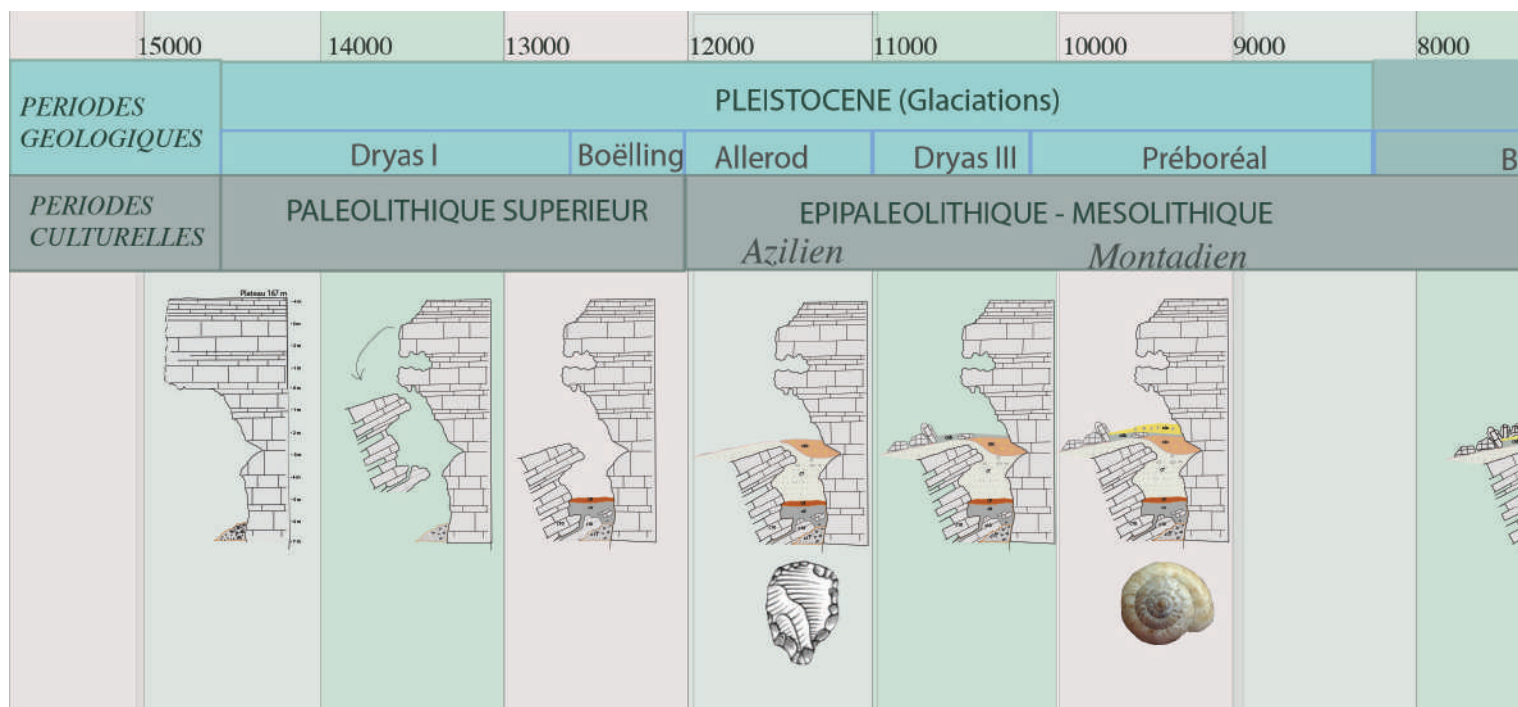 15000 14000 13000 12000 11000 10000 9000 8000
PERIODES
GEOLOGIQUES
PLEISTOCENE (Glaciations)
Dryas I Boëlling Allerod Dryas III Préboréal B
PERIODES
CULTURELLES
PALEOLITHIQUE SUPERIEUR
EPIPALEOLITHIQUE - MESOLITHIQUE
Azilien Montadien
Plateau 167 m